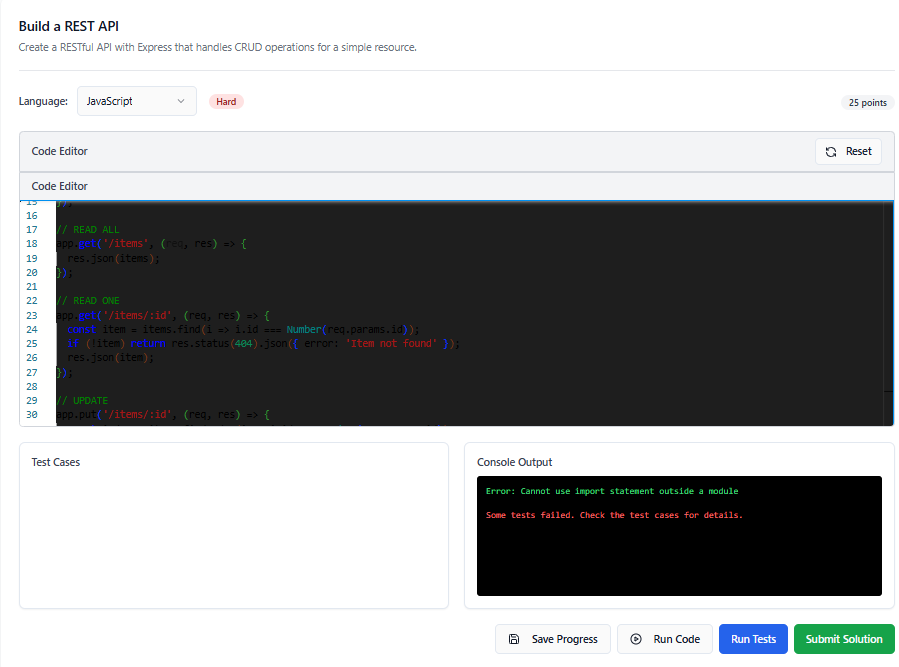 Build a REST API
Create a RESTful API with Express that handles CRUD operations for a simple resource.
Language: JavaScript Hard 25 points
Code Editor Reset
Code Editor
15 });
16
17 // READ ALL
18 app.get('/items', (req, res) => {
19   res.json(items);
20 });
21
22 // READ ONE
23 app.get('/items/:id', (req, res) => {
24   const item = items.find(i => i.id === Number(req.params.id));
25   if (!item) return res.status(404).json({ error: 'Item not found' });
26   res.json(item);
27 });
28
29 // UPDATE
30 app.put('/items/:id', (req, res) => {
Test Cases
Console Output
Error: Cannot use import statement outside a module
Some tests failed. Check the test cases for details.
Save Progress Run Code Run Tests Submit Solution